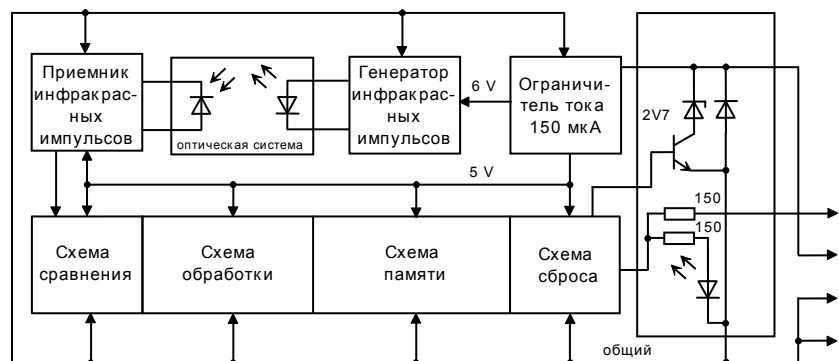 Приемник
инфракрас-
ных
импульсов
оптическая система
Генератор
инфракрас-
ных
импульсов
6 V
Ограничи-
тель тока
150 мкА
2V7
5 V
150
150
Схема
сравнения
Схема
обработки
Схема
памяти
Схема
сброса
общий